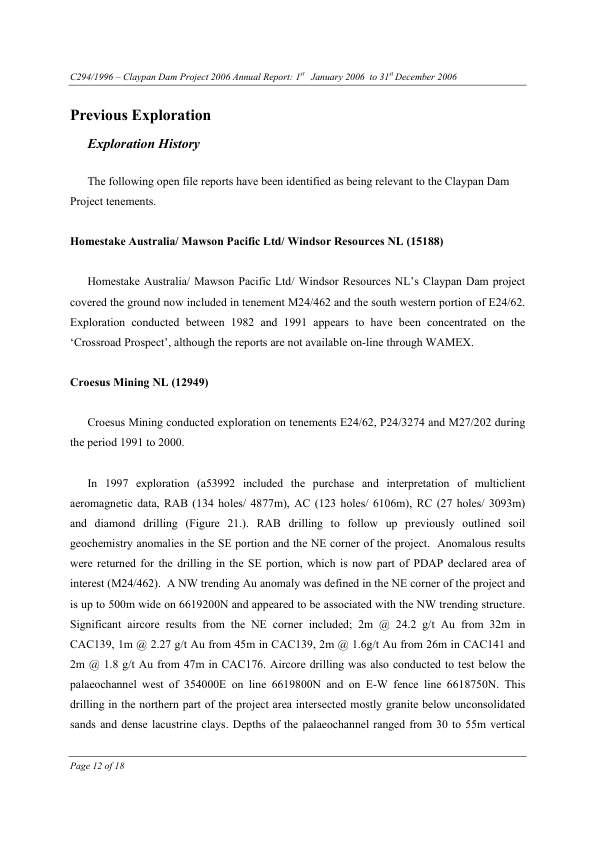 C294/1996 – Claypan Dam Project 2006 Annual Report: 1st January 2006 to 31st December 2006
Previous Exploration
Exploration History
The following open file reports have been identified as being relevant to the Claypan Dam
Project tenements.
Homestake Australia/ Mawson Pacific Ltd/ Windsor Resources NL (15188)
Homestake Australia/ Mawson Pacific Ltd/ Windsor Resources NL's Claypan Dam project
covered the ground now included in tenement M24/462 and the south western portion of E24/62.
Exploration conducted between 1982 and 1991 appears to have been concentrated on the
'Crossroad Prospect', although the reports are not available on-line through WAMEX.
Croesus Mining NL (12949)
Croesus Mining conducted exploration on tenements E24/62, P24/3274 and M27/202 during
the period 1991 to 2000.
In 1997 exploration (a53992 included the purchase and interpretation of multiclient
aeromagnetic data, RAB (134 holes/ 4877m), AC (123 holes/ 6106m), RC (27 holes/ 3093m)
and diamond drilling (Figure 21.). RAB drilling to follow up previously outlined soil
geochemistry anomalies in the SE portion and the NE corner of the project. Anomalous results
were returned for the drilling in the SE portion, which is now part of PDAP declared area of
interest (M24/462). A NW trending Au anomaly was defined in the NE corner of the project and
is up to 500m wide on 6619200N and appeared to be associated with the NW trending structure.
Significant aircore results from the NE corner included; 2m @ 24.2 g/t Au from 32m in
CAC139, 1m @ 2.27 g/t Au from 45m in CAC139, 2m @ 1.6g/t Au from 26m in CAC141 and
2m @ 1.8 g/t Au from 47m in CAC176. Aircore drilling was also conducted to test below the
palaeochannel west of 354000E on line 6619800N and on E-W fence line 6618750N. This
drilling in the northern part of the project area intersected mostly granite below unconsolidated
sands and dense lacustrine clays. Depths of the palaeochannel ranged from 30 to 55m vertical
Page 12 of 18